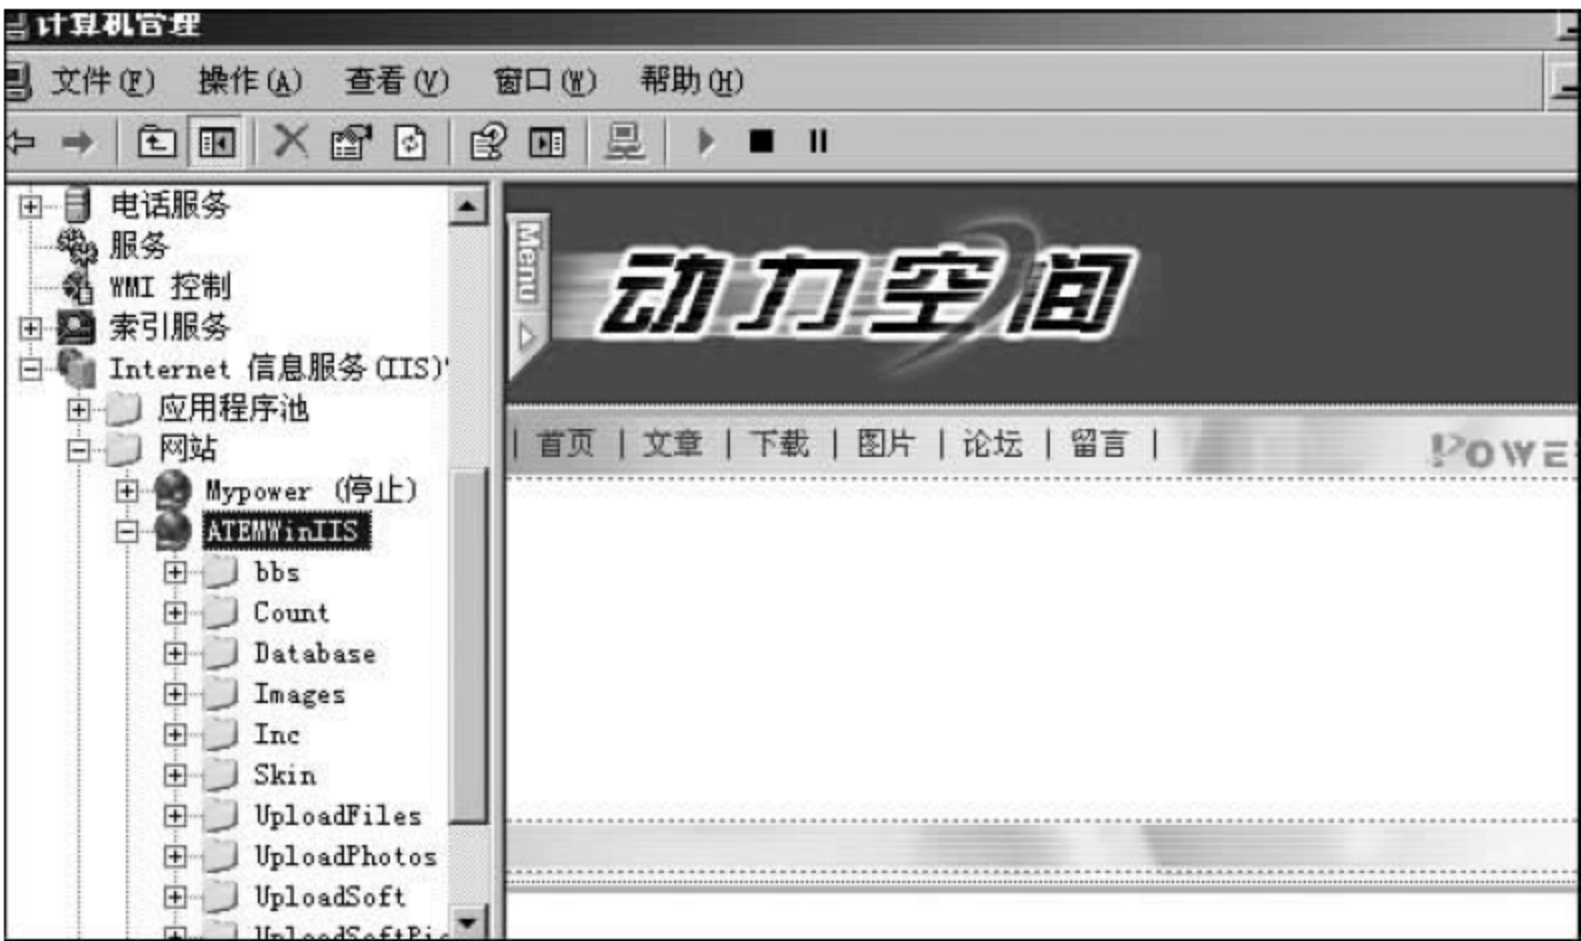 计算机管理
文件(F) 操作(A) 查看(V) 窗口(W) 帮助(H)
电话服务
服务
WMI 控制
索引服务
Internet 信息服务(IIS)
应用程序池
网站
Mypower (停止)
ATEMWinIIS
bbs
Count
Database
Images
Inc
Skin
UploadFiles
UploadPhotos
UploadSoft
UploadSoftPic
Menu
动力空间
| 首页 | 文章 | 下载 | 图片 | 论坛 | 留言 |
POWE